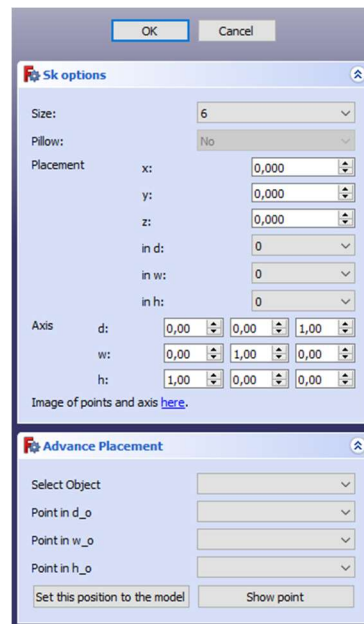 OK Cancel
Sk options
Size: 6
Pillow: No
Placement x: 0,000
y: 0,000
z: 0,000
in d: 0
in w: 0
in h: 0
Axis d: 0,00 0,00 1,00
w: 0,00 1,00 0,00
h: 1,00 0,00 0,00
Image of points and axis here.
Advance Placement
Select Object
Point in d_o
Point in w_o
Point in h_o
Set this position to the model Show point